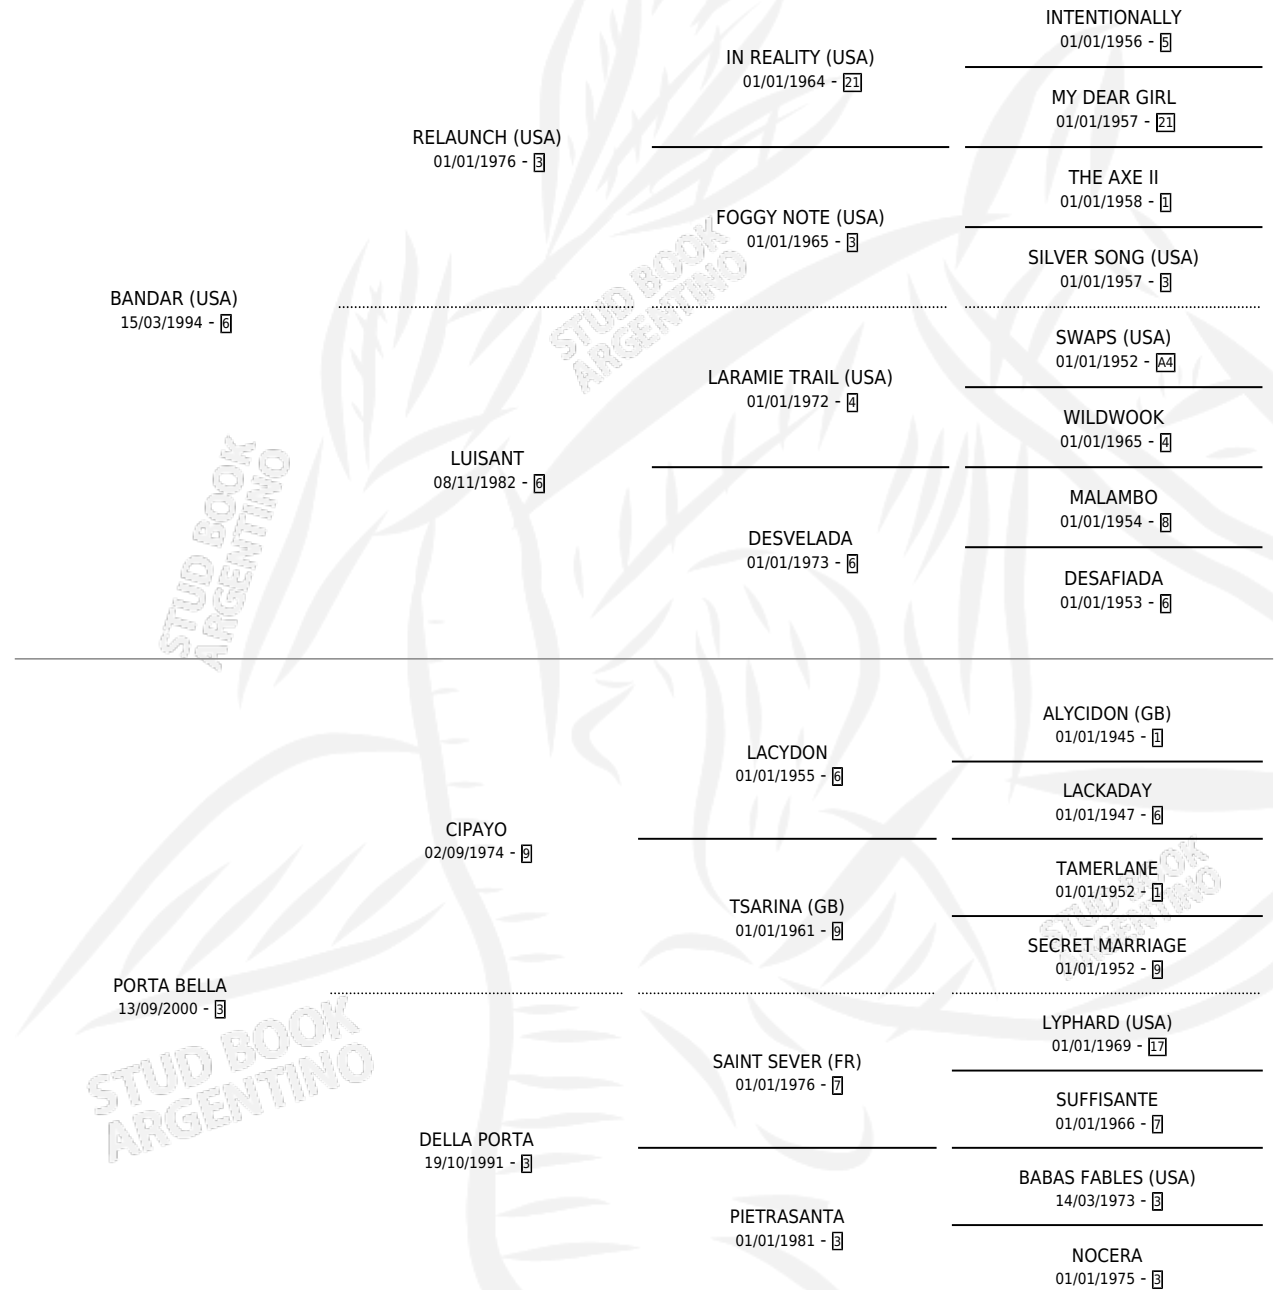 INTENTIONALLY
01/01/1956 - 5
IN REALITY (USA)
01/01/1964 - 21
MY DEAR GIRL
01/01/1957 - 21
RELAUNCH (USA)
01/01/1976 - 3
THE AXE II
01/01/1958 - 1
FOGGY NOTE (USA)
01/01/1965 - 3
SILVER SONG (USA)
01/01/1957 - 3
BANDAR (USA)
15/03/1994 - 6
STUD BOOK
ARGENTINO
SWAPS (USA)
01/01/1952 - A4
LARAMIE TRAIL (USA)
01/01/1972 - 4
WILDWOOK
01/01/1965 - 4
LUISANT
08/11/1982 - 6
MALAMBO
01/01/1954 - 8
DESVELADA
01/01/1973 - 6
DESAFIADA
01/01/1953 - 6
STUD BOOK
ARGENTINO
ALYCIDON (GB)
01/01/1945 - 1
LACYDON
01/01/1955 - 6
LACKADAY
01/01/1947 - 6
CIPAYO
02/09/1974 - 9
TAMERLANE
01/01/1952 - 1
TSARINA (GB)
01/01/1961 - 9
SECRET MARRIAGE
01/01/1952 - 9
STUD BOOK
ARGENTINO
PORTA BELLA
13/09/2000 - 3
LYPHARD (USA)
01/01/1969 - 17
SAINT SEVER (FR)
01/01/1976 - 7
SUFFISANTE
01/01/1966 - 7
STUD BOOK
ARGENTINO
DELLA PORTA
19/10/1991 - 3
BABAS FABLES (USA)
14/03/1973 - 3
PIETRASANTA
01/01/1981 - 3
NOCERA
01/01/1975 - 3